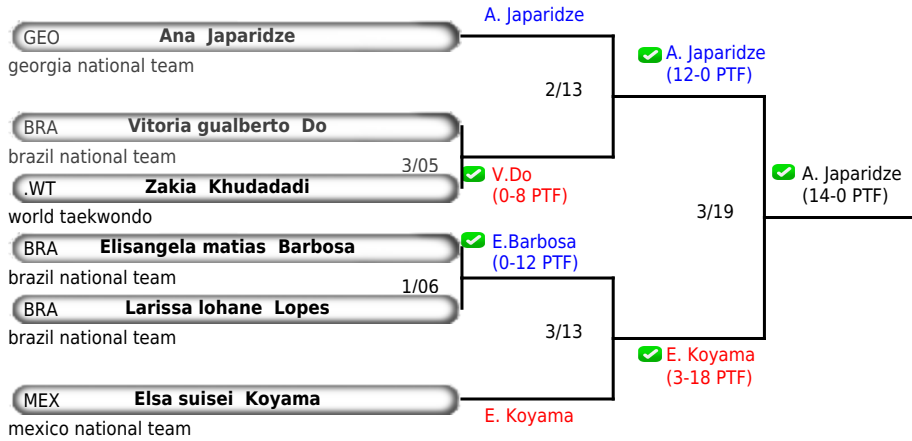 A. Japaridze
GEO Ana Japaridze
georgia national team
A. Japaridze
(12-0 PTF)
2/13
BRA Vitoria gualberto Do
brazil national team
3/05
V.Do
(0-8 PTF)
.WT Zakia Khudadadi
world taekwondo
A. Japaridze
(14-0 PTF)
3/19
BRA Elisangela matias Barbosa
brazil national team
E.Barbosa
(0-12 PTF)
1/06
BRA Larissa lohane Lopes
brazil national team
3/13
E. Koyama
(3-18 PTF)
MEX Elsa suisei Koyama
mexico national team
E. Koyama